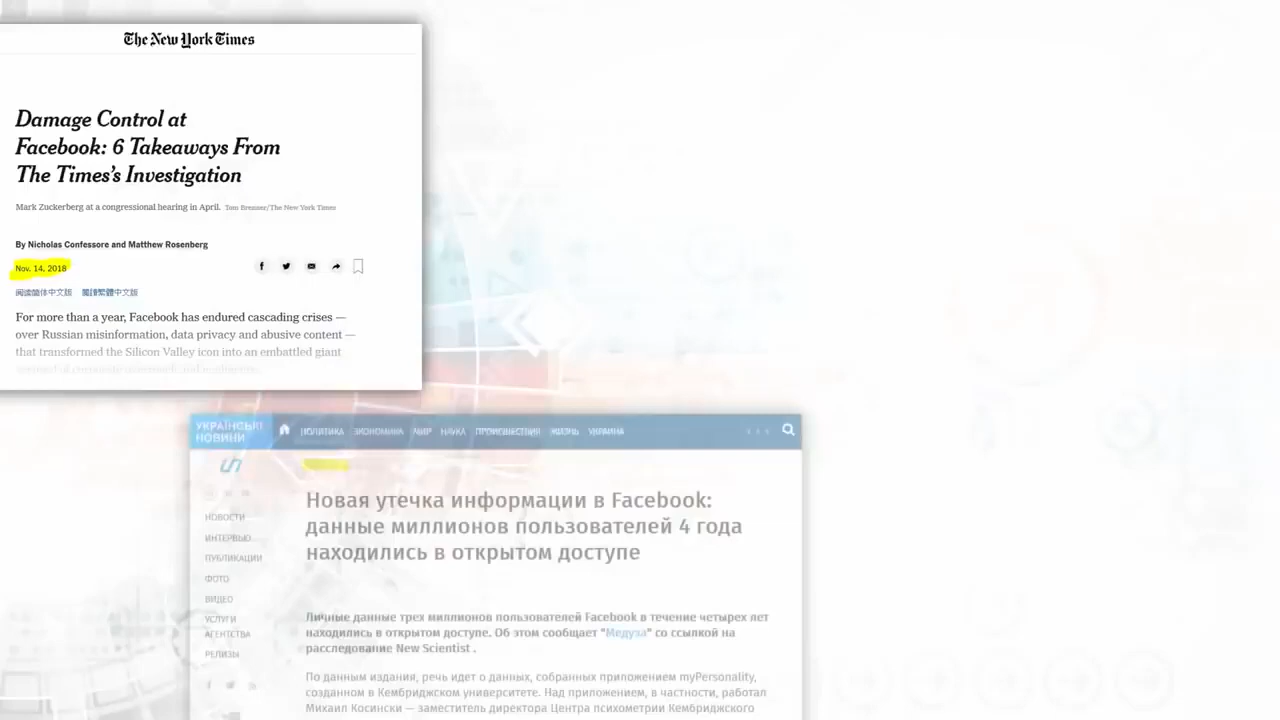 The New York Times
Damage Control at
Facebook: 6 Takeaways From
The Times's Investigation
Mark Zuckerberg at a congressional hearing in April. Tom Brenner/The New York Times
By Nicholas Confessore and Matthew Rosenberg
Nov. 14, 2018
阅读简体中文版 閱讀繁體中文版
For more than a year, Facebook has endured cascading crises —
over Russian misinformation, data privacy and abusive content —
that transformed the Silicon Valley icon into an embattled giant
УКРАЇНСЬКІ
НОВИНИ
ПОЛИТИКА ЭКОНОМИКА МИР НАУКА ПРОИСШЕСТВИЯ ЖИЗНЬ УКРАИНА
Новая утечка информации в Facebook:
данные миллионов пользователей 4 года
находились в открытом доступе
НОВОСТИ
ИНТЕРВЬЮ
ПУБЛИКАЦИИ
ФОТО
ВИДЕО
УСЛУГИ
АГЕНТСТВА
РЕЛИЗЫ
Личные данные трех миллионов пользователей Facebook в течение четырех лет
находились в открытом доступе. Об этом сообщает "Медуза" со ссылкой на
расследование New Scientist .
По данным издания, речь идет о данных, собранных приложением myPersonality,
созданном в Кембриджском университете. Над приложением, в частности, работал
Михаил Косински — заместитель директора Центра психометрии Кембриджского